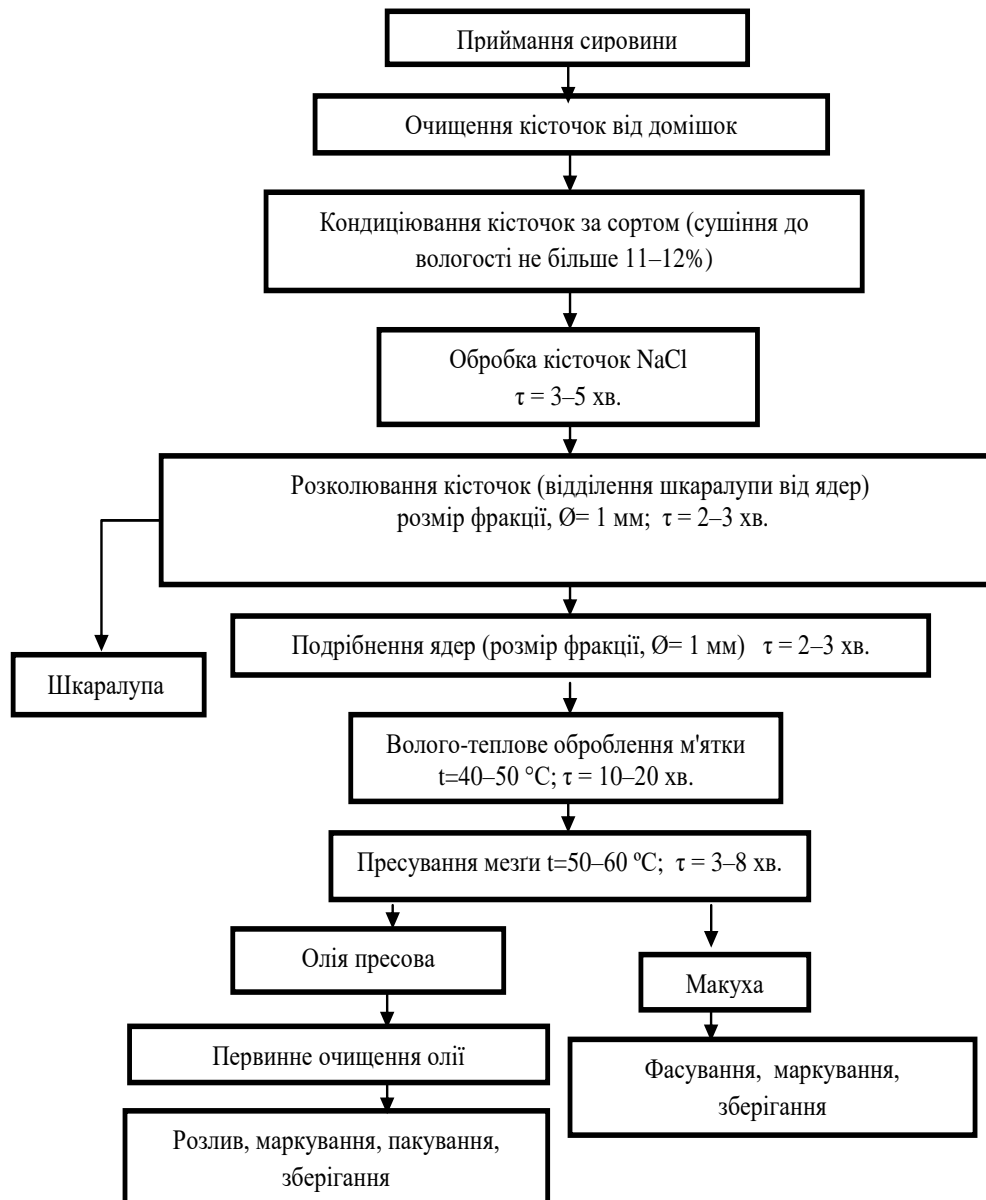 Приймання сировини
Очищення кісточок від домішок
Кондиціювання кісточок за сортом (сушіння до
вологості не більше 11–12%)
Обробка кісточок NaCl
τ = 3–5 хв.
Розколювання кісточок (відділення шкаралупи від ядер)
розмір фракції, Ø= 1 мм; τ = 2–3 хв.
Подрібнення ядер (розмір фракції, Ø= 1 мм) τ = 2–3 хв.
Шкаралупа
Волого-теплове оброблення м'ятки
t=40–50 °С; τ = 10–20 хв.
Пресування мезги t=50–60 ºС; τ = 3–8 хв.
Олія пресова
Макуха
Первинне очищення олії
Фасування, маркування,
зберігання
Розлив, маркування, пакування,
зберігання